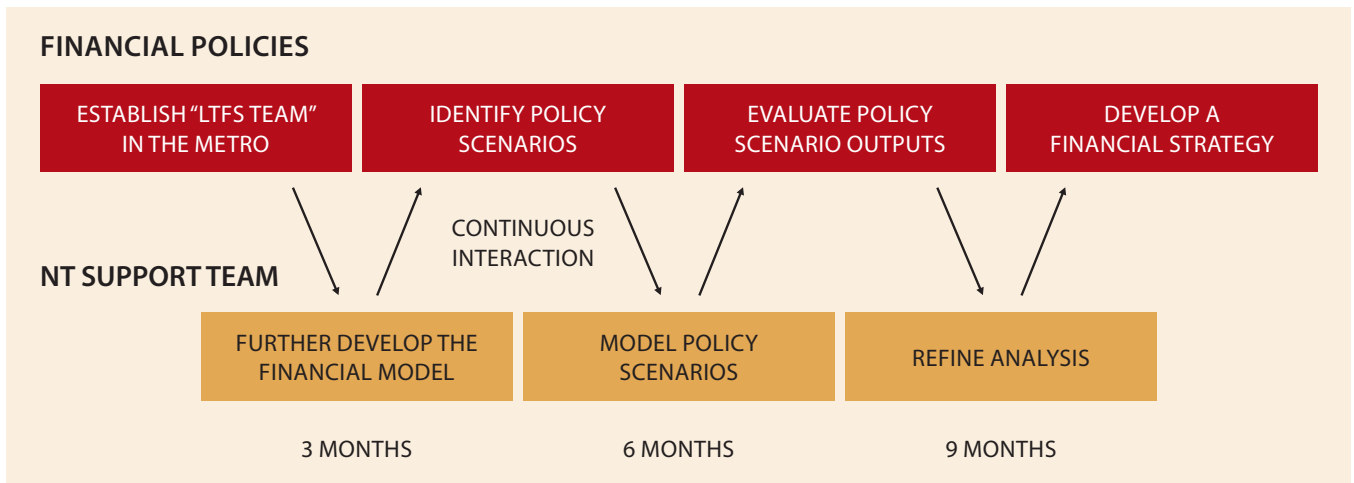 FINANCIAL POLICIES
ESTABLISH “LTFS TEAM”
IN THE METRO
IDENTIFY POLICY
SCENARIOS
EVALUATE POLICY
SCENARIO OUTPUTS
DEVELOP A
FINANCIAL STRATEGY
CONTINUOUS
INTERACTION
NT SUPPORT TEAM
FURTHER DEVELOP THE
FINANCIAL MODEL
MODEL POLICY
SCENARIOS
REFINE ANALYSIS
3 MONTHS
6 MONTHS
9 MONTHS